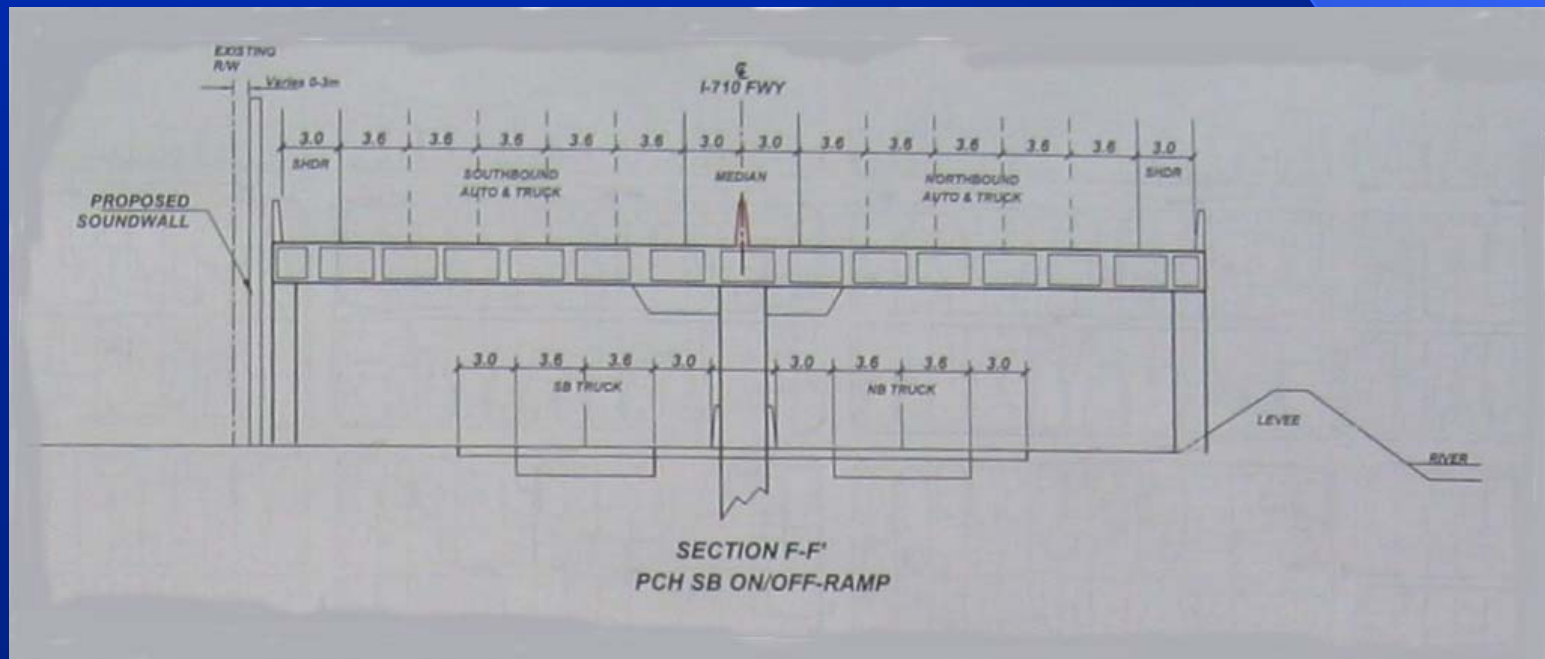 EXISTING
R/W
Varies 0-3m
℄
I-710 FWY
3.0 3.6 3.6 3.6 3.6 3.6 3.0 3.0 3.6 3.6 3.6 3.6 3.6 3.0
SHDR
SOUTHBOUND
AUTO & TRUCK
MEDIAN
NORTHBOUND
AUTO & TRUCK
SHDR
PROPOSED
SOUNDWALL
3.0 3.6 3.6 3.0 3.0 3.6 3.6 3.0
SB TRUCK
NB TRUCK
LEVEE
RIVER
SECTION F-F'
PCH SB ON/OFF-RAMP